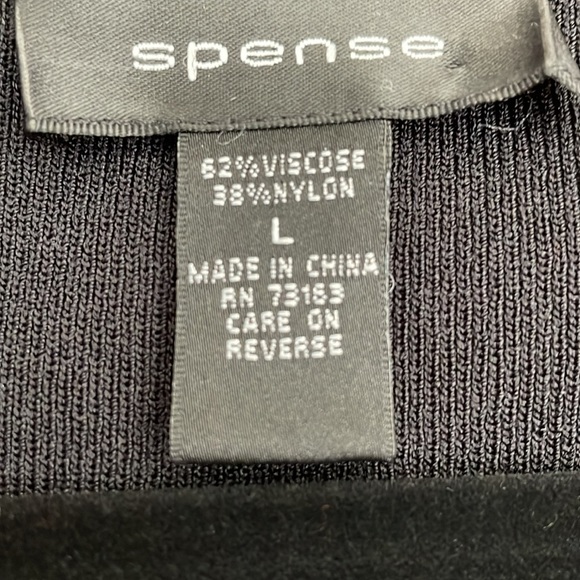 spense
62%VISCOSE
38%NYLON
L
MADE IN CHINA
RN 73183
CARE ON
REVERSE